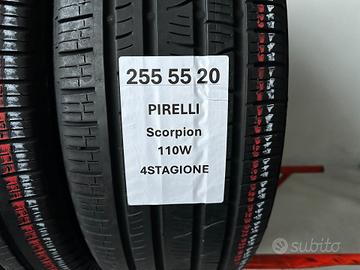 255 55 20
PIRELLI
Scorpion
110W
4STAGIONE
subito